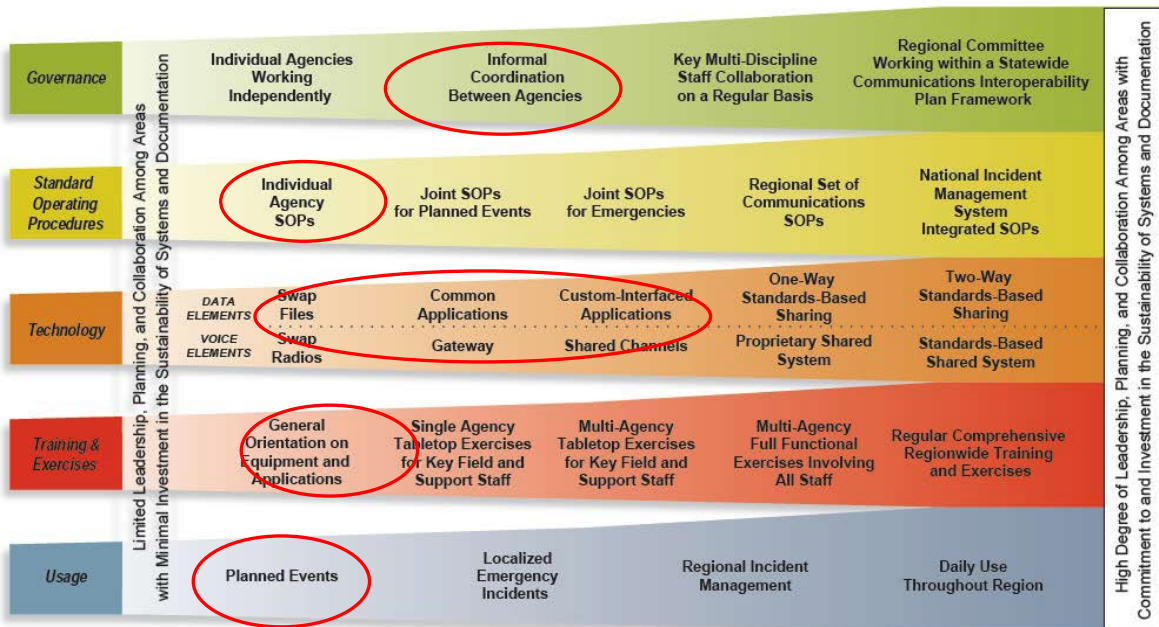 Governance
Individual Agencies
Working
Independently
Informal
Coordination
Between Agencies
Key Multi-Discipline
Staff Collaboration
on a Regular Basis
Regional Committee
Working within a Statewide
Communications Interoperability
Plan Framework
Standard
Operating
Procedures
Individual
Agency
SOPs
Joint SOPs
for Planned Events
Joint SOPs
for Emergencies
Regional Set of
Communications
SOPs
National Incident
Management
System
Integrated SOPs
Technology
DATA
ELEMENTS
Swap
Files
Common
Applications
Custom-Interfaced
Applications
One-Way
Standards-Based
Sharing
Two-Way
Standards-Based
Sharing
VOICE
ELEMENTS
Swap
Radios
Gateway
Shared Channels
Proprietary Shared
System
Standards-Based
Shared System
Training &
Exercises
General
Orientation on
Equipment and
Applications
Single Agency
Tabletop Exercises
for Key Field and
Support Staff
Multi-Agency
Tabletop Exercises
for Key Field and
Support Staff
Multi-Agency
Full Functional
Exercises Involving
All Staff
Regular Comprehensive
Regionwide Training
and Exercises
Usage
Planned Events
Localized
Emergency
Incidents
Regional Incident
Management
Daily Use
Throughout Region
Limited Leadership, Planning, and Collaboration Among Areas
with Minimal Investment in the Sustainability of Systems and Documentation
High Degree of Leadership, Planning, and Collaboration Among Areas with
Commitment to and Investment in the Sustainability of Systems and Documentation